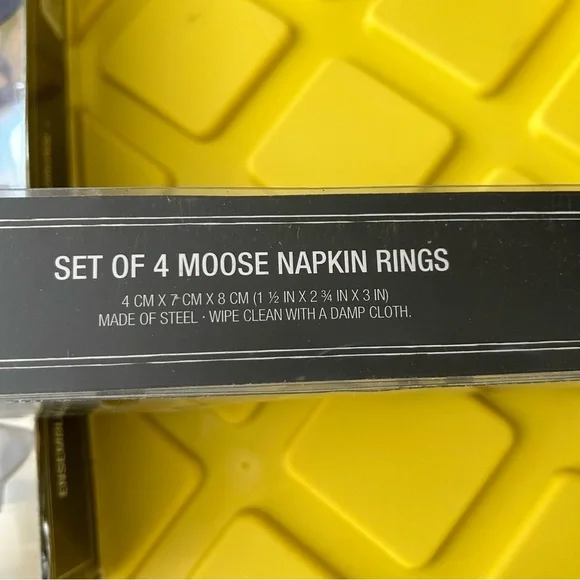 SET OF 4 MOOSE NAPKIN RINGS
4 CM X 7 CM X 8 CM (1 ½ IN X 2 ¾ IN X 3 IN)
MADE OF STEEL · WIPE CLEAN WITH A DAMP CLOTH.